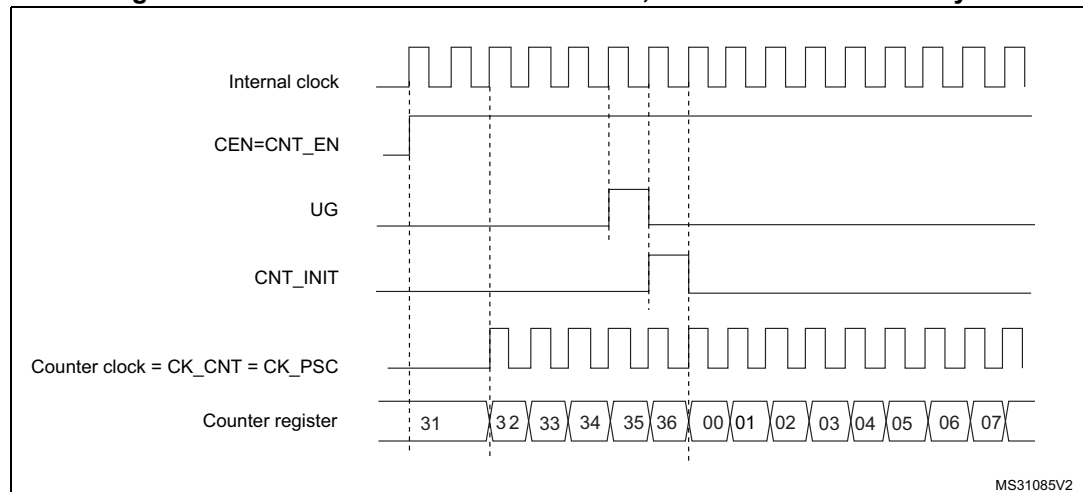 Internal clock
CEN=CNT_EN
UG
CNT_INIT
Counter clock = CK_CNT = CK_PSC
Counter register 31 32 33 34 35 36 00 01 02 03 04 05 06 07
MS31085V2